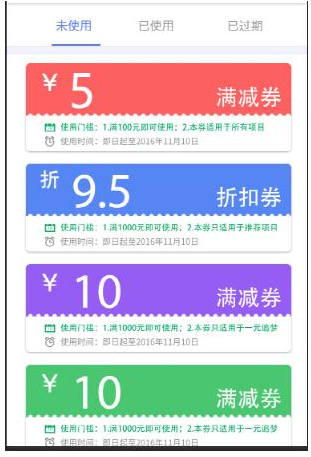 未使用 已使用 已过期
¥ 5 满减券
使用门槛：1.满100元即可使用；2.本券适用于所有项目
使用时间：即日起至2016年11月10日
折 9.5 折扣券
使用门槛：1.满1000元即可使用；2.本券只适用于推荐项目
使用时间：即日起至2016年11月10日
¥ 10 满减券
使用门槛：1.满1000元即可使用；2.本券只适用于一元追梦
使用时间：即日起至2016年11月10日
¥ 10 满减券
使用门槛：1.满1000元即可使用；2.本券只适用于一元追梦
使用时间：即日起至2016年11月10日